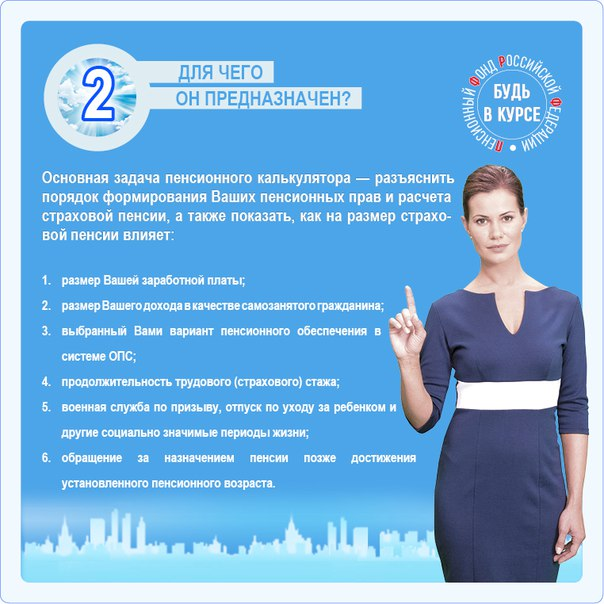 2
ДЛЯ ЧЕГО
ОН ПРЕДНАЗНАЧЕН?
ПЕНСИОННЫЙ ФОНД РОССИЙСКОЙ ФЕДЕРАЦИИ
БУДЬ
В КУРСЕ
Основная задача пенсионного калькулятора — разъяснить
порядок формирования Ваших пенсионных прав и расчета
страховой пенсии, а также показать, как на размер страхо-
вой пенсии влияет:
1. размер Вашей заработной платы;
2. размер Вашего дохода в качестве самозанятого гражданина;
3. выбранный Вами вариант пенсионного обеспечения в
системе ОПС;
4. продолжительность трудового (страхового) стажа;
5. военная служба по призыву, отпуск по уходу за ребенком и
другие социально значимые периоды жизни;
6. обращение за назначением пенсии позже достижения
установленного пенсионного возраста.